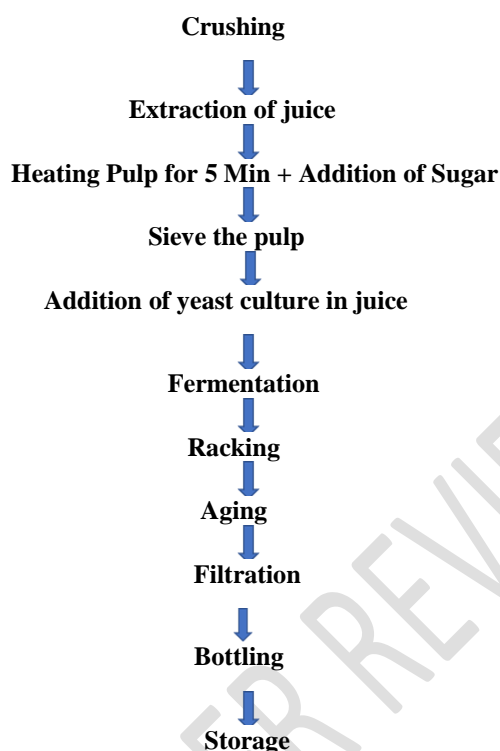 Crushing
Extraction of juice
Heating Pulp for 5 Min + Addition of Sugar
Sieve the pulp
Addition of yeast culture in juice
Fermentation
Racking
Aging
Filtration
Bottling
Storage